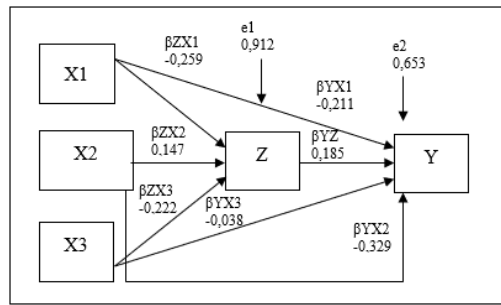 e1
0,912
e2
0,653
βZX1
-0,259
βYX1
-0,211
X1
βZX2
0,147
X2
Z
βYZ
0,185
Y
βZX3
-0,222
βYX3
-0,038
X3
βYX2
-0,329